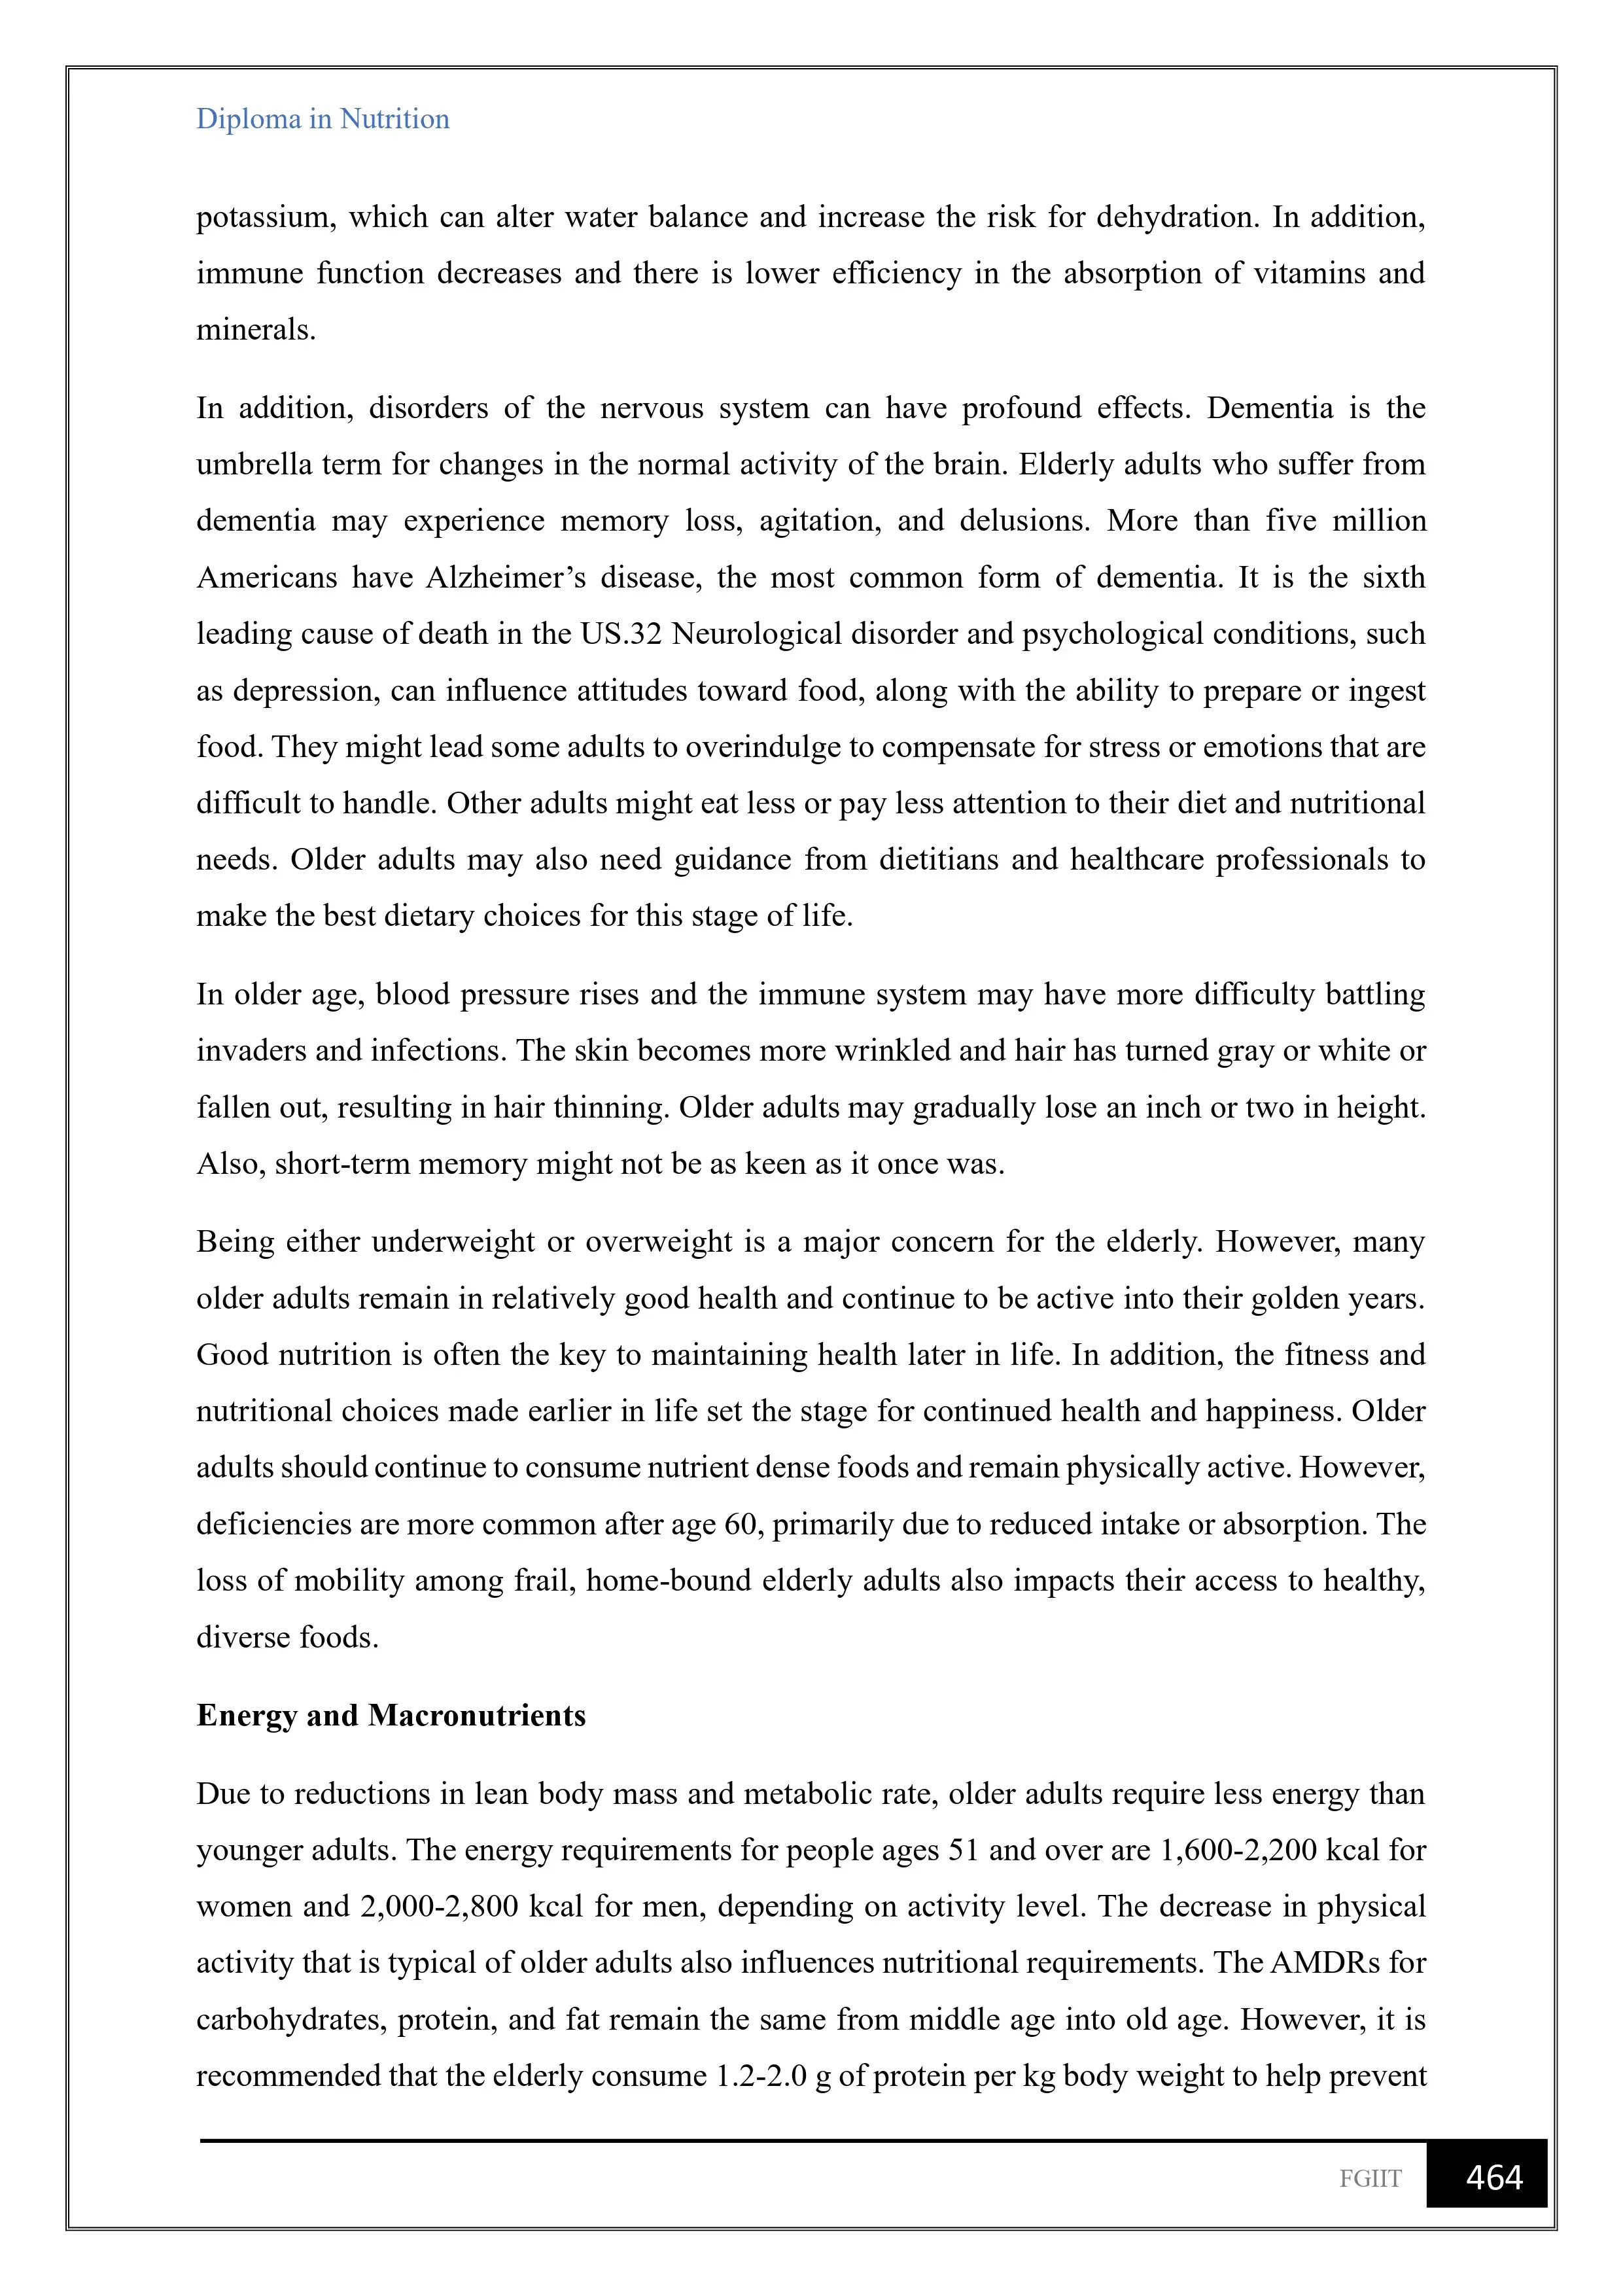 Diploma in Nutrition
potassium, which can alter water balance and increase the risk for dehydration. In addition,
immune function decreases and there is lower efficiency in the absorption of vitamins and
minerals.
In addition, disorders of the nervous system can have profound effects. Dementia is the
umbrella term for changes in the normal activity of the brain. Elderly adults who suffer from
dementia may experience memory loss, agitation, and delusions. More than five million
Americans have Alzheimer’s disease, the most common form of dementia. It is the sixth
leading cause of death in the US.32 Neurological disorder and psychological conditions, such
as depression, can influence attitudes toward food, along with the ability to prepare or ingest
food. They might lead some adults to overindulge to compensate for stress or emotions that are
difficult to handle. Other adults might eat less or pay less attention to their diet and nutritional
needs. Older adults may also need guidance from dietitians and healthcare professionals to
make the best dietary choices for this stage of life.
In older age, blood pressure rises and the immune system may have more difficulty battling
invaders and infections. The skin becomes more wrinkled and hair has turned gray or white or
fallen out, resulting in hair thinning. Older adults may gradually lose an inch or two in height.
Also, short-term memory might not be as keen as it once was.
Being either underweight or overweight is a major concern for the elderly. However, many
older adults remain in relatively good health and continue to be active into their golden years.
Good nutrition is often the key to maintaining health later in life. In addition, the fitness and
nutritional choices made earlier in life set the stage for continued health and happiness. Older
adults should continue to consume nutrient dense foods and remain physically active. However,
deficiencies are more common after age 60, primarily due to reduced intake or absorption. The
loss of mobility among frail, home-bound elderly adults also impacts their access to healthy,
diverse foods.
Energy and Macronutrients
Due to reductions in lean body mass and metabolic rate, older adults require less energy than
younger adults. The energy requirements for people ages 51 and over are 1,600-2,200 kcal for
women and 2,000-2,800 kcal for men, depending on activity level. The decrease in physical
activity that is typical of older adults also influences nutritional requirements. The AMDRs for
carbohydrates, protein, and fat remain the same from middle age into old age. However, it is
recommended that the elderly consume 1.2-2.0 g of protein per kg body weight to help prevent
FGIIT 464